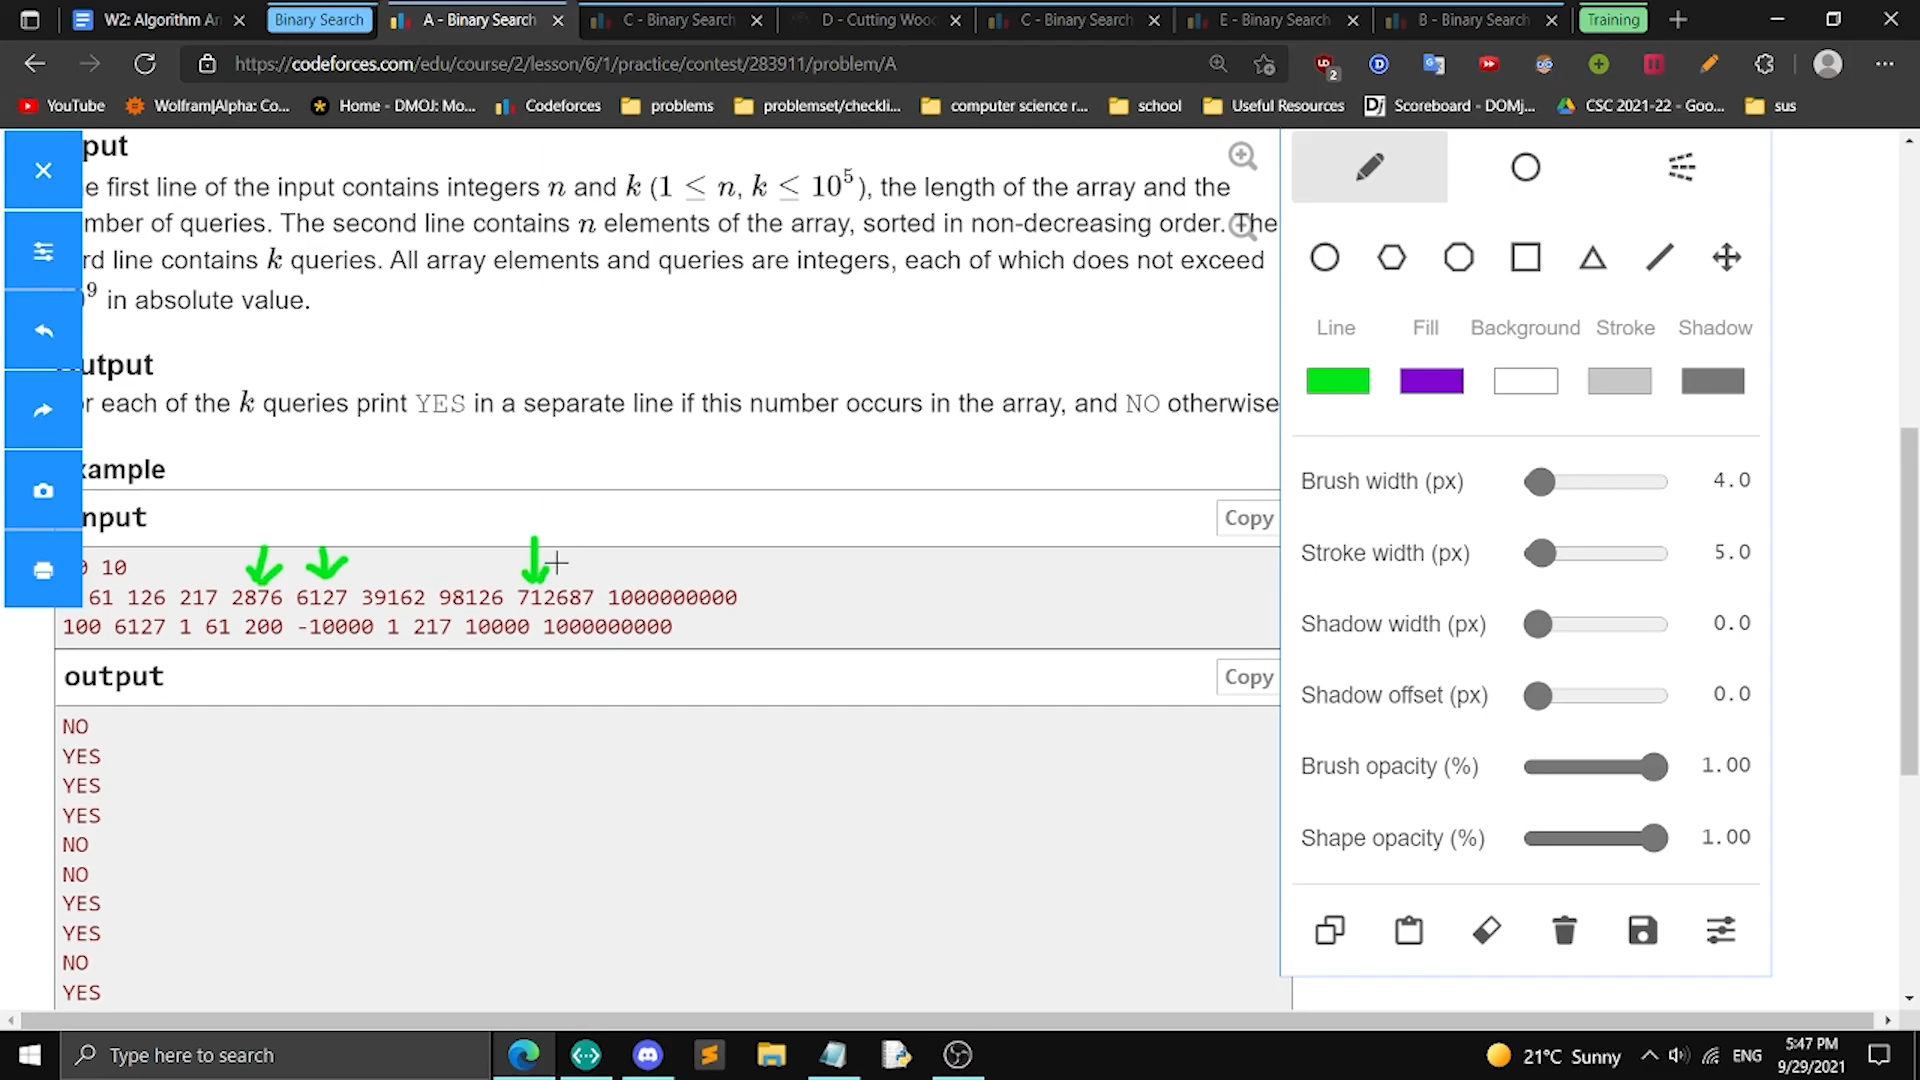 W2: Algorithm An
Binary Search
A - Binary Search
C - Binary Search
D - Cutting Wood
C - Binary Search
E - Binary Search
B - Binary Search
Training
https://codeforces.com/edu/course/2/lesson/6/1/practice/contest/283911/problem/A
2
YouTube
Wolfram|Alpha: Co...
Home - DMOJ: Mo...
Codeforces
problems
problemset/checkli...
computer science r...
school
Useful Resources
Scoreboard - DOMj...
CSC 2021-22 - Goo...
sus
put
e first line of the input contains integers n and k (1 ≤ n, k ≤ 10^5), the length of the array and the
mber of queries. The second line contains n elements of the array, sorted in non-decreasing order. The
rd line contains k queries. All array elements and queries are integers, each of which does not exceed
9 in absolute value.
utput
r each of the k queries print YES in a separate line if this number occurs in the array, and NO otherwise
xample
nput
Copy
0 10
61 126 217 2876 6127 39162 98126 712687 1000000000
100 6127 1 61 200 -10000 1 217 10000 1000000000
output
Copy
NO
YES
YES
YES
NO
NO
YES
YES
NO
YES
Line
Fill
Background
Stroke
Shadow
Brush width (px) 4.0
Stroke width (px) 5.0
Shadow width (px) 0.0
Shadow offset (px) 0.0
Brush opacity (%) 1.00
Shape opacity (%) 1.00
Type here to search
21°C Sunny
ENG
5:47 PM
9/29/2021